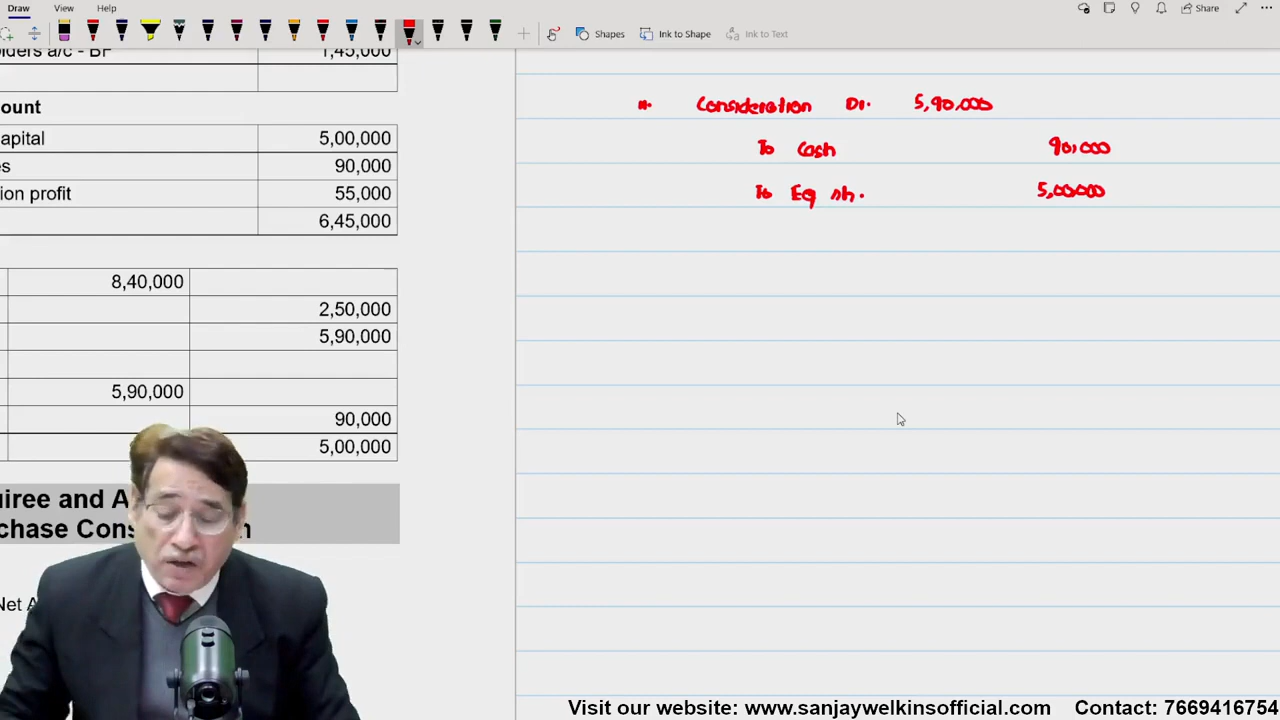 Draw View Help
Share
Shapes Ink to Shape Ink to Text
olders a/c - BF 1,45,000
ount
apital 5,00,000
es 90,000
ion profit 55,000
6,45,000
8,40,000
2,50,000
5,90,000
5,90,000
90,000
5,00,000
uiree and A
chase Cons n
Net A
Consideration Dr. 5,90,000
To Cash 90,000
To Eq sh. 5,00,000
Visit our website: www.sanjaywelkinsofficial.com Contact: 7669416754